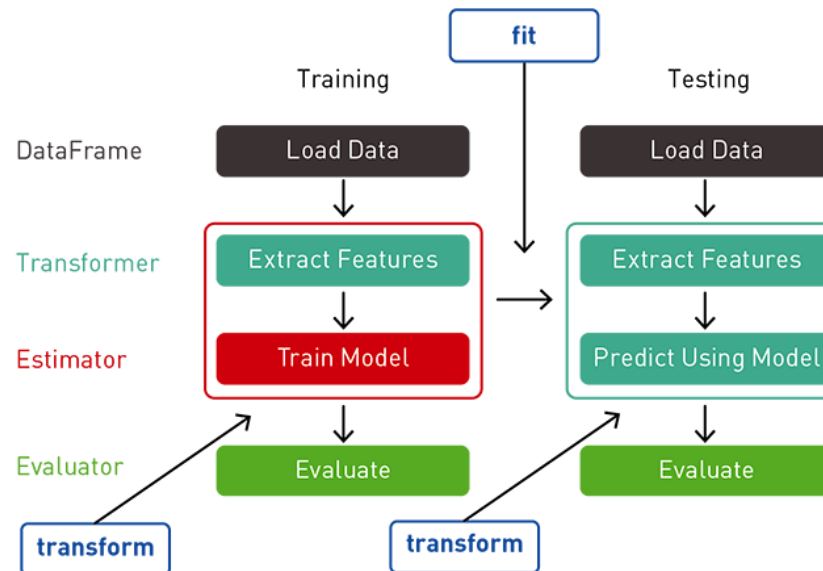 fit
Training
Testing
DataFrame
Load Data
Load Data
Transformer
Extract Features
Extract Features
Estimator
Train Model
Predict Using Model
Evaluator
Evaluate
Evaluate
transform
transform